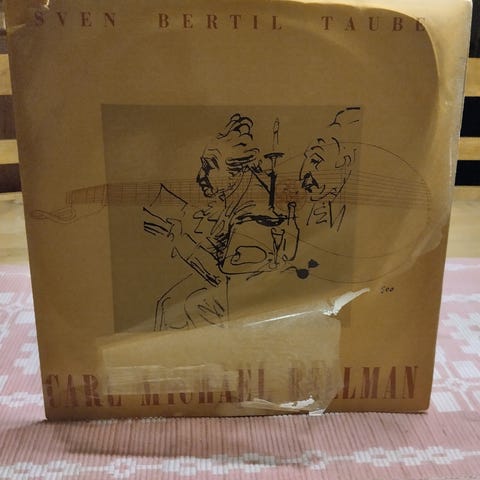 SVEN BERTIL TAUBE
CARL MICHAEL BELLMAN